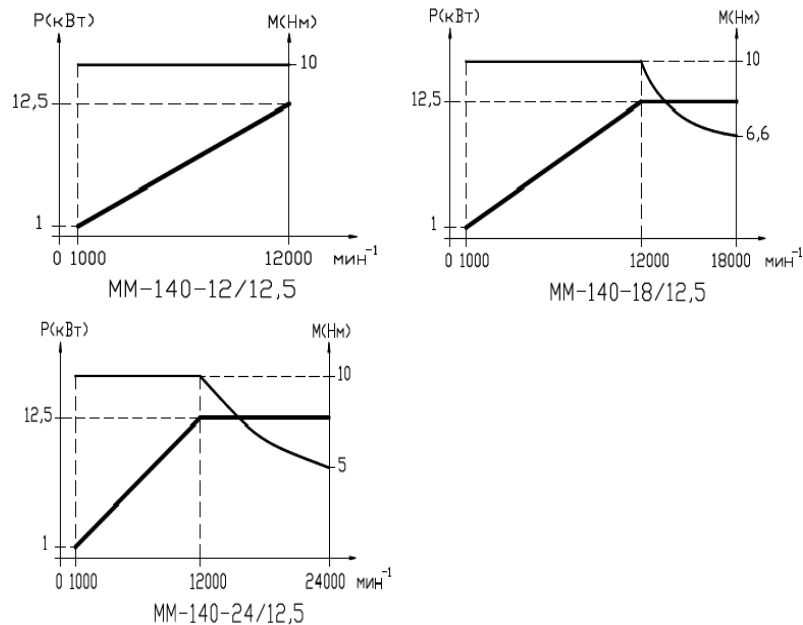 P(кВт) M(Нм)
10
12,5
1
0 1000 12000 мин⁻¹
ММ-140-12/12,5
P(кВт) M(Нм)
10
12,5
6,6
1
0 1000 12000 18000 мин⁻¹
ММ-140-18/12,5
P(кВт) M(Нм)
10
12,5
5
1
0 1000 12000 24000 мин⁻¹
ММ-140-24/12,5